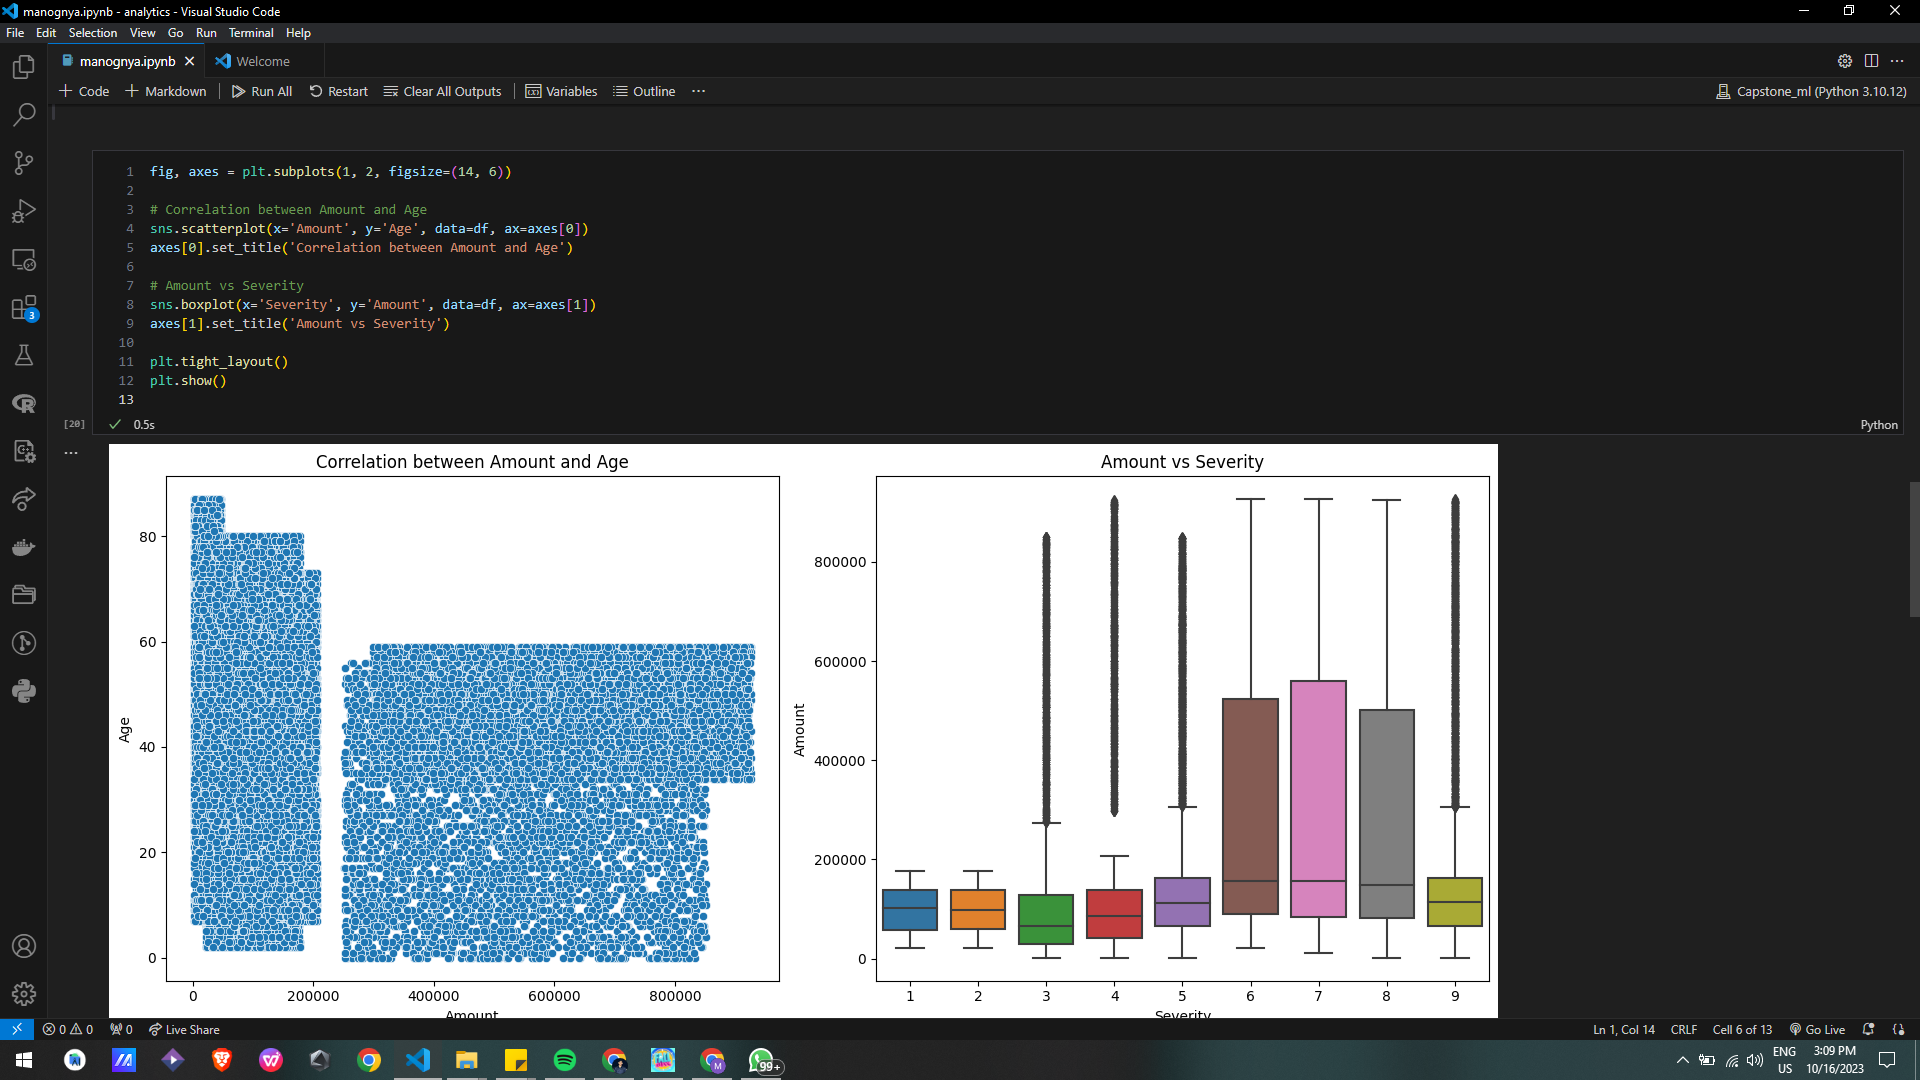 manognya.ipynb - analytics - Visual Studio Code
File Edit Selection View Go Run Terminal Help
manognya.ipynb Welcome
Code Markdown Run All Restart Clear All Outputs Variables Outline ... Capstone_ml (Python 3.10.12)
1 fig, axes = plt.subplots(1, 2, figsize=(14, 6))
2
3 # Correlation between Amount and Age
4 sns.scatterplot(x='Amount', y='Age', data=df, ax=axes[0])
5 axes[0].set_title('Correlation between Amount and Age')
6
7 # Amount vs Severity
8 sns.boxplot(x='Severity', y='Amount', data=df, ax=axes[1])
9 axes[1].set_title('Amount vs Severity')
10
11 plt.tight_layout()
12 plt.show()
13
[20] 0.5s Python
...
3
Correlation between Amount and Age
80
60
40
20
0
Age
0 200000 400000 600000 800000
Amount
Amount vs Severity
800000
600000
400000
200000
0
Amount
1 2 3 4 5 6 7 8 9
Severity
0 0 0 Live Share Ln 1, Col 14 CRLF Cell 6 of 13 Go Live
99+
ENG
US
3:09 PM
10/16/2023